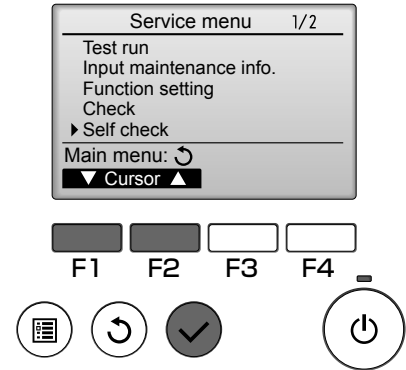 Service menu 1/2
Test run
Input maintenance info.
Function setting
Check
Self check
Main menu:
Cursor
F1 F2 F3 F4